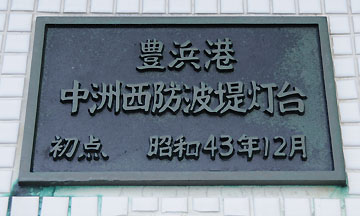 豊浜港
中洲西防波堤灯台
初点 昭和43年12月